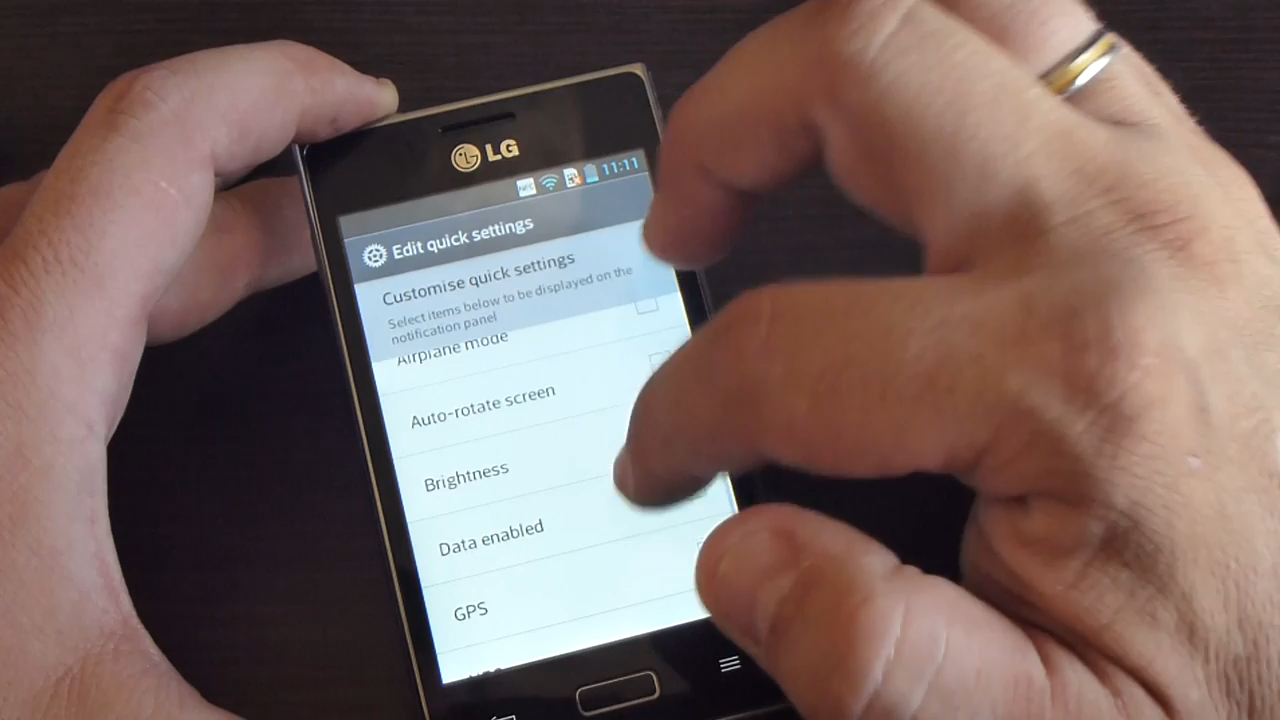 LG
NFC 11:11
Edit quick settings
Customise quick settings
Select items below to be displayed on the
notification panel
Airplane mode
Auto-rotate screen
Brightness
Data enabled
GPS